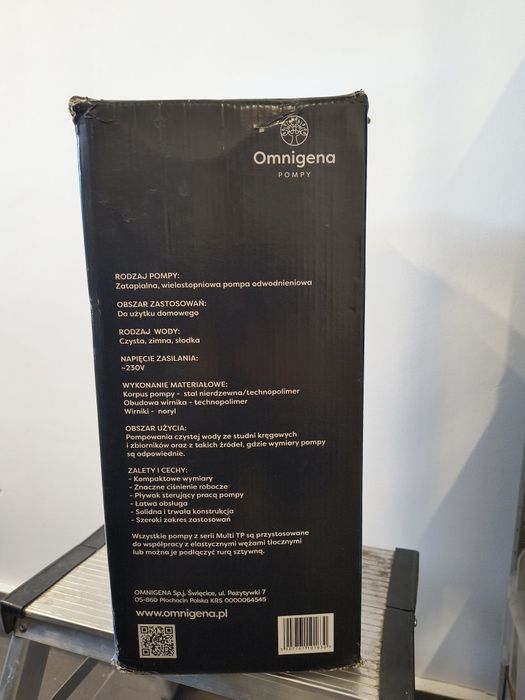 Omnigena
POMPY
RODZAJ POMPY:
Zatapialna, wielostopniowa pompa odwodnieniowa
OBSZAR ZASTOSOWAŃ:
Do użytku domowego
RODZAJ WODY:
Czysta, zimna, słodka
NAPIĘCIE ZASILANIA:
~230V
WYKONANIE MATERIAŁOWE:
Korpus pompy - stal nierdzewna/technopolimer
Obudowa wirnika - technopolimer
Wirniki - noryl
OBSZAR UŻYCIA:
Pompowania czystej wody ze studni kręgowych
i zbiorników oraz z takich źródeł, gdzie wymiary pompy
są odpowiednie.
ZALETY I CECHY:
- Kompaktowe wymiary
- Znaczne ciśnienie robocze
- Pływak sterujący pracą pompy
- Łatwa obsługa
- Solidna i trwała konstrukcja
- Szeroki zakres zastosowań
Wszystkie pompy z serii Multi TP są przystosowane
do współpracy z elastycznymi wężami tłocznymi
lub można je podłączyć rurą sztywną.
OMNIGENA Sp.j. Święcice, ul. Pozytywki 7
05-860 Płochocin Polska KRS 0000064545
www.omnigena.pl